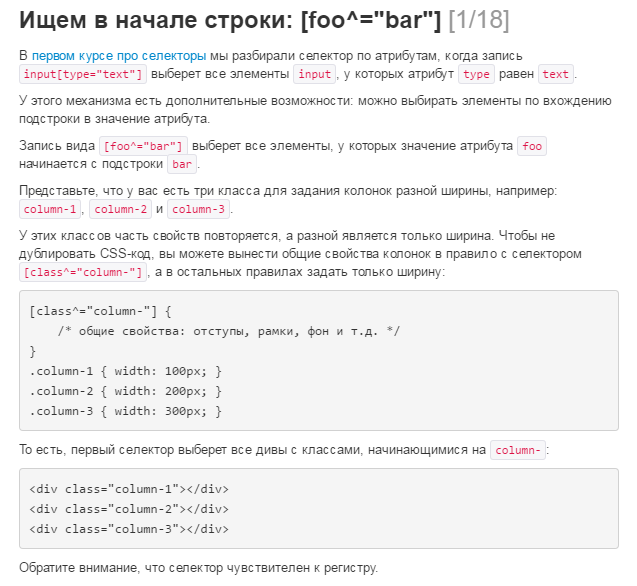 Ищем в начале строки: [foo^="bar"] [1/18]
В первом курсе про селекторы мы разбирали селектор по атрибутам, когда запись
input[type="text"] выберет все элементы input, у которых атрибут type равен text.
У этого механизма есть дополнительные возможности: можно выбирать элементы по вхождению
подстроки в значение атрибута.
Запись вида [foo^="bar"] выберет все элементы, у которых значение атрибута foo
начинается с подстроки bar.
Представьте, что у вас есть три класса для задания колонок разной ширины, например:
column-1, column-2 и column-3.
У этих классов часть свойств повторяется, а разной является только ширина. Чтобы не
дублировать CSS-код, вы можете вынести общие свойства колонок в правило с селектором
[class^="column-"], а в остальных правилах задать только ширину:
[class^="column-"] {
    /* общие свойства: отступы, рамки, фон и т.д. */
}
.column-1 { width: 100px; }
.column-2 { width: 200px; }
.column-3 { width: 300px; }
То есть, первый селектор выберет все дивы с классами, начинающимися на column-:
<div class="column-1"></div>
<div class="column-2"></div>
<div class="column-3"></div>
Обратите внимание, что селектор чувствителен к регистру.